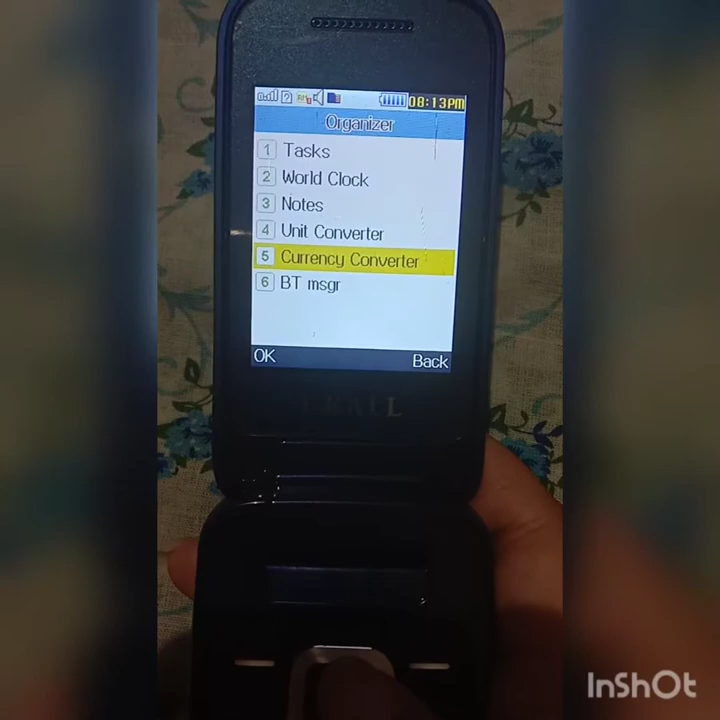 08:13PM
Organizer
1 Tasks
2 World Clock
3 Notes
4 Unit Converter
5 Currency Converter
6 BT msgr
OK Back
InShOt